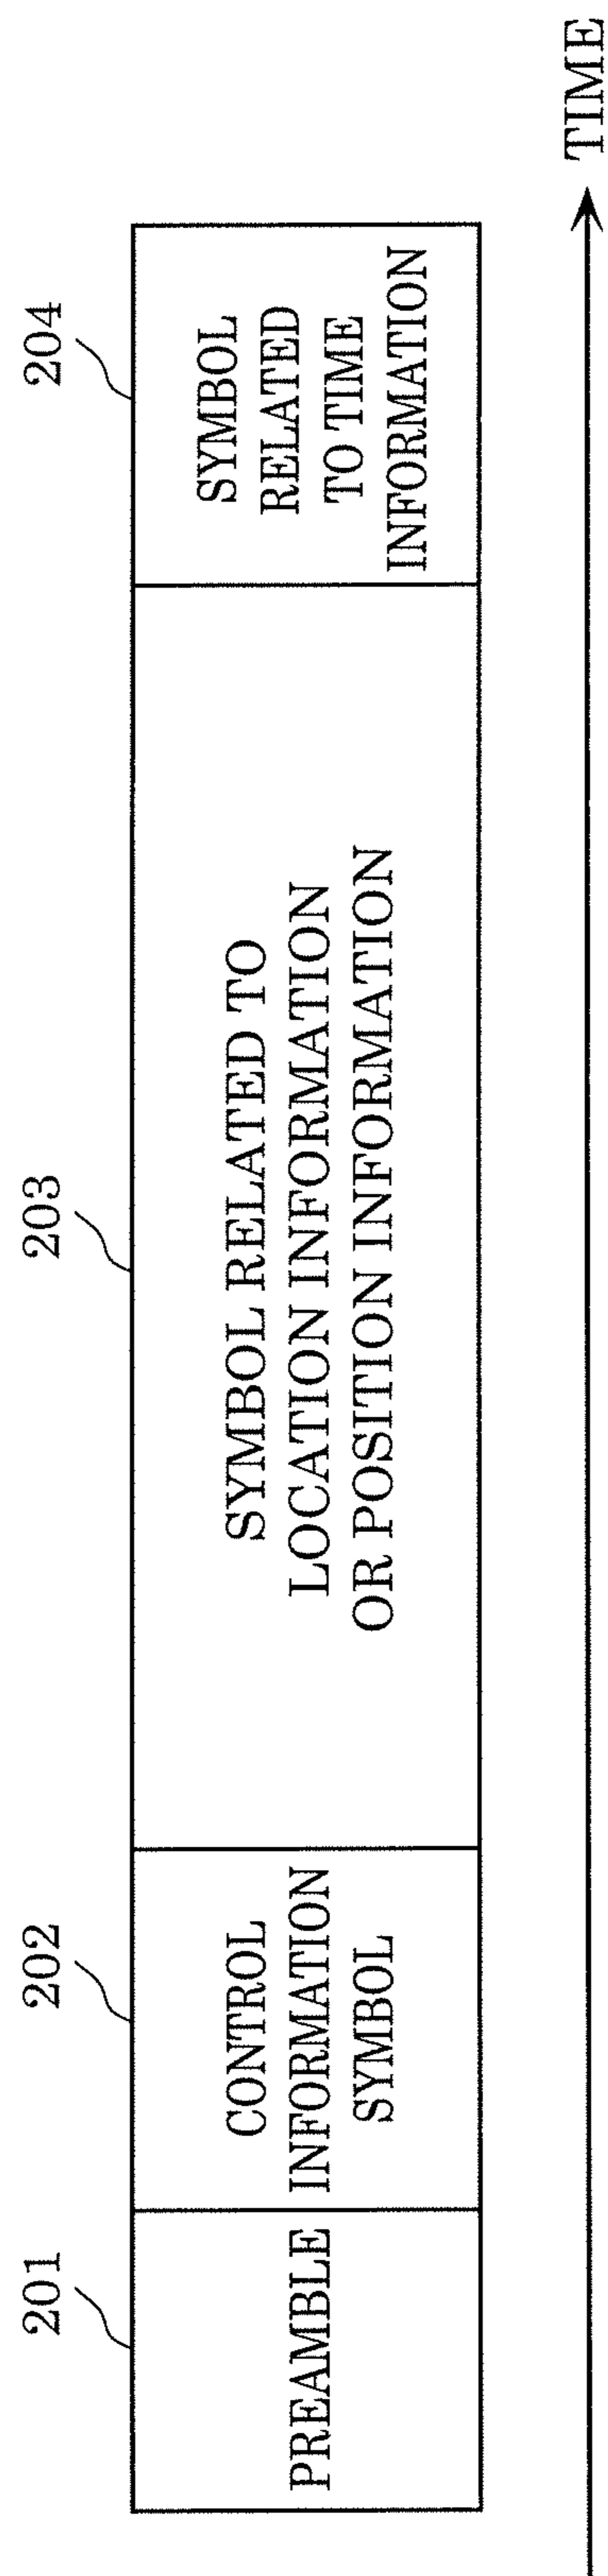 201
202
203
204
PREAMBLE
CONTROL
INFORMATION
SYMBOL
SYMBOL RELATED TO
LOCATION INFORMATION
OR POSITION INFORMATION
SYMBOL
RELATED
TO TIME
INFORMATION
TIME